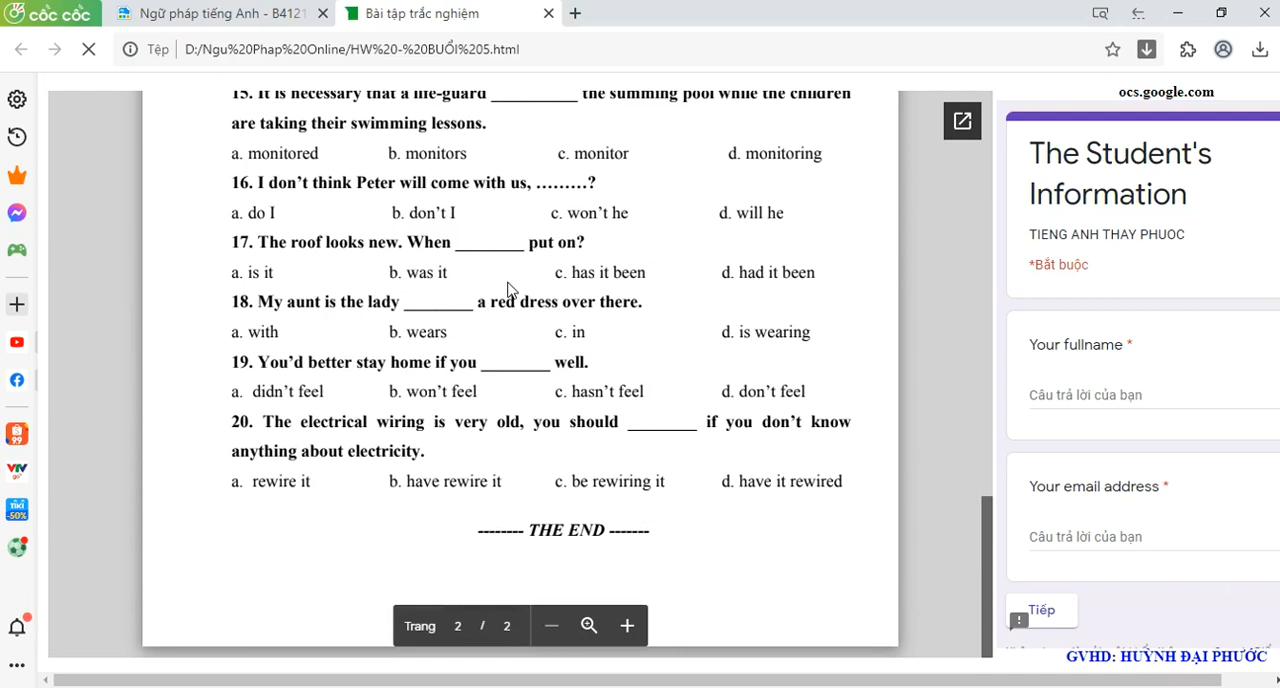 cốc cốc
Ngữ pháp tiếng Anh - B4121
Bài tập trắc nghiệm
Tệp
D:/Ngu%20Phap%20Online/HW%20-%20BUỔI%205.html
15. It is necessary that a life-guard __________ the summing pool while the children
are taking their swimming lessons.
a. monitored b. monitors c. monitor d. monitoring
16. I don’t think Peter will come with us, ………?
a. do I b. don’t I c. won’t he d. will he
17. The roof looks new. When ________ put on?
a. is it b. was it c. has it been d. had it been
18. My aunt is the lady ________ a red dress over there.
a. with b. wears c. in d. is wearing
19. You’d better stay home if you ________ well.
a. didn’t feel b. won’t feel c. hasn’t feel d. don’t feel
20. The electrical wiring is very old, you should ________ if you don’t know
anything about electricity.
a. rewire it b. have rewire it c. be rewiring it d. have it rewired
-------- THE END -------
Trang 2 / 2
ocs.google.com
The Student's
Information
TIENG ANH THAY PHUOC
*Bắt buộc
Your fullname *
Câu trả lời của bạn
Your email address *
Câu trả lời của bạn
Tiếp
GVHD: HUỲNH ĐẠI PHƯỚC
99
VTV
go
TIKI
-50%